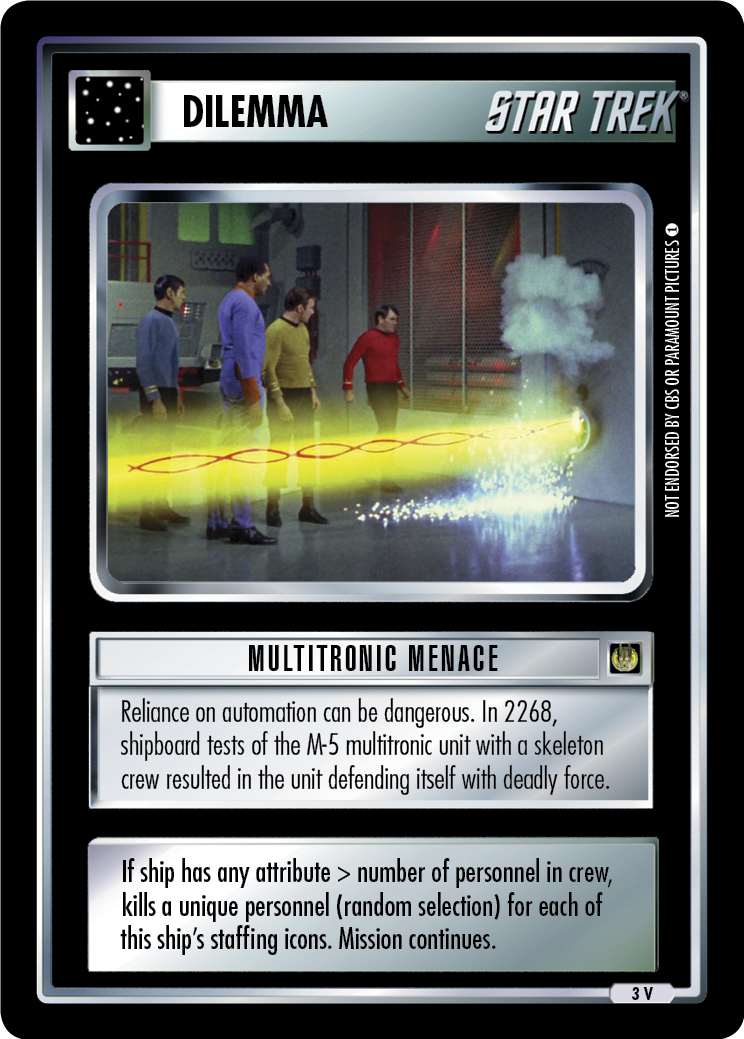 DILEMMA
STAR TREK®
NOT ENDORSED BY CBS OR PARAMOUNT PICTURES 1
MULTITRONIC MENACE
Reliance on automation can be dangerous. In 2268,
shipboard tests of the M-5 multitronic unit with a skeleton
crew resulted in the unit defending itself with deadly force.
If ship has any attribute > number of personnel in crew,
kills a unique personnel (random selection) for each of
this ship's staffing icons. Mission continues.
3 V